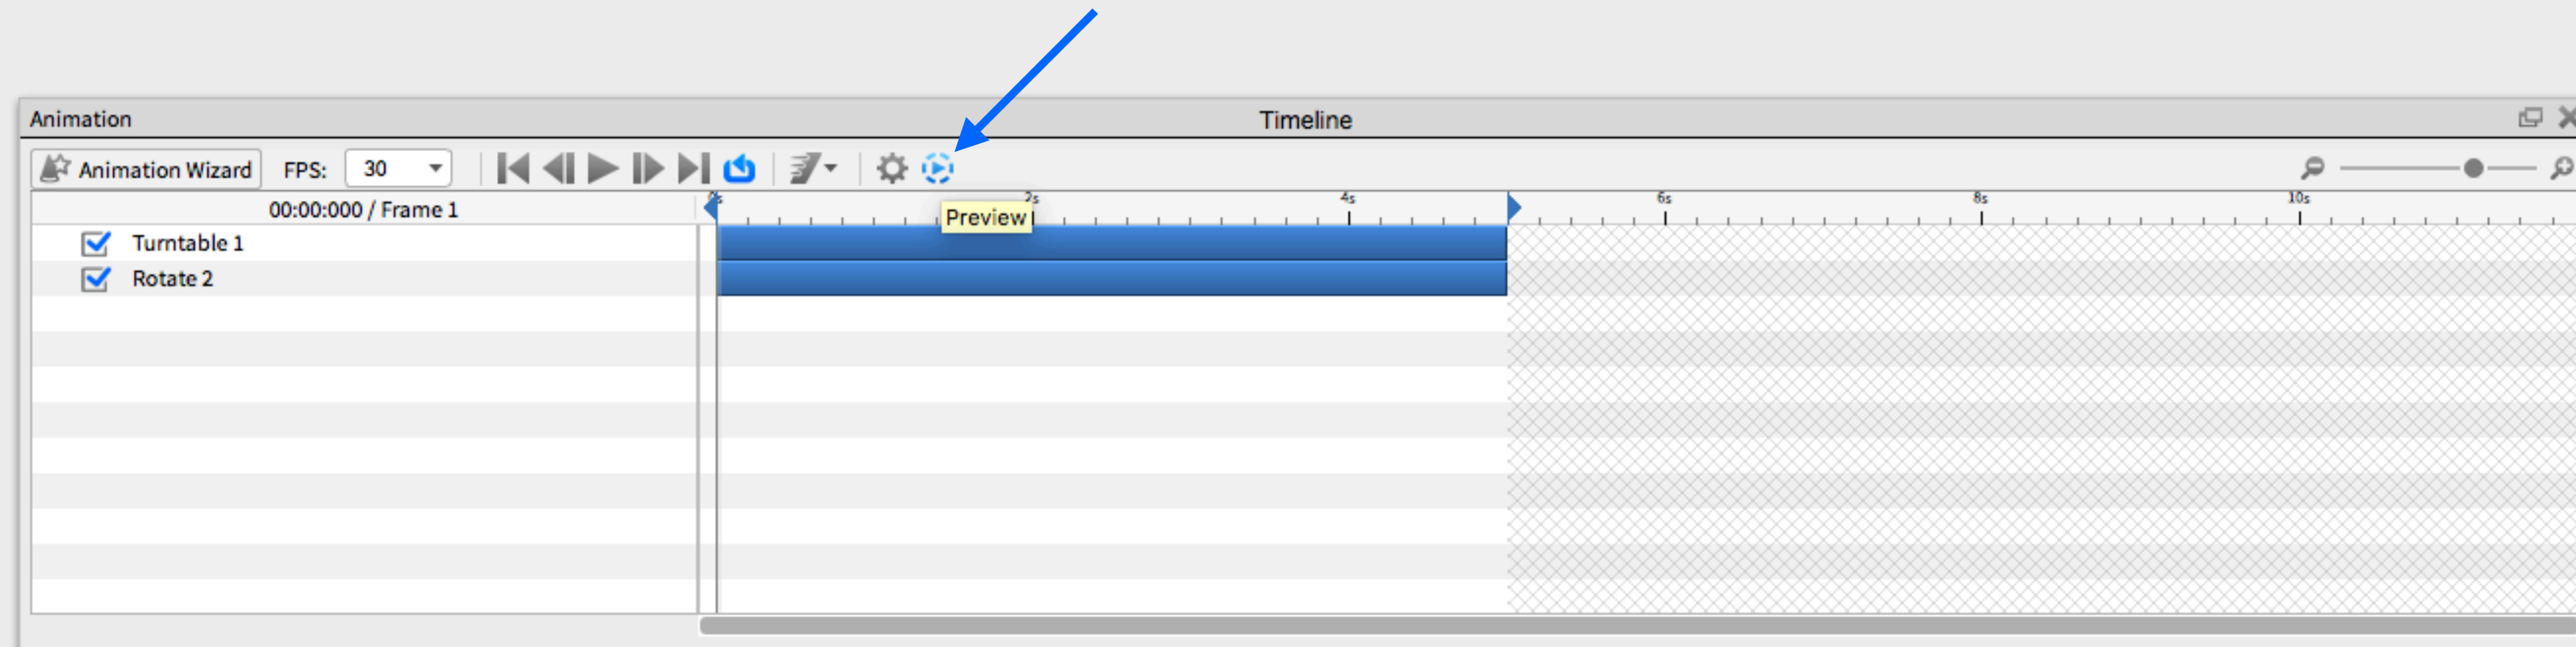 Animation Timeline
Animation Wizard FPS: 30
00:00:000 / Frame 1 0s 2s 4s 6s 8s 10s
Preview
Turntable 1
Rotate 2